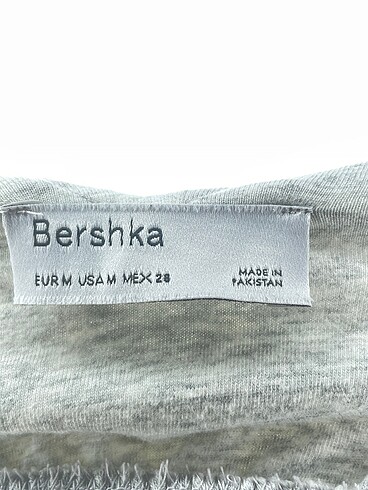 Bershka
EUR M USA M MEX 28
MADE IN
PAKISTAN